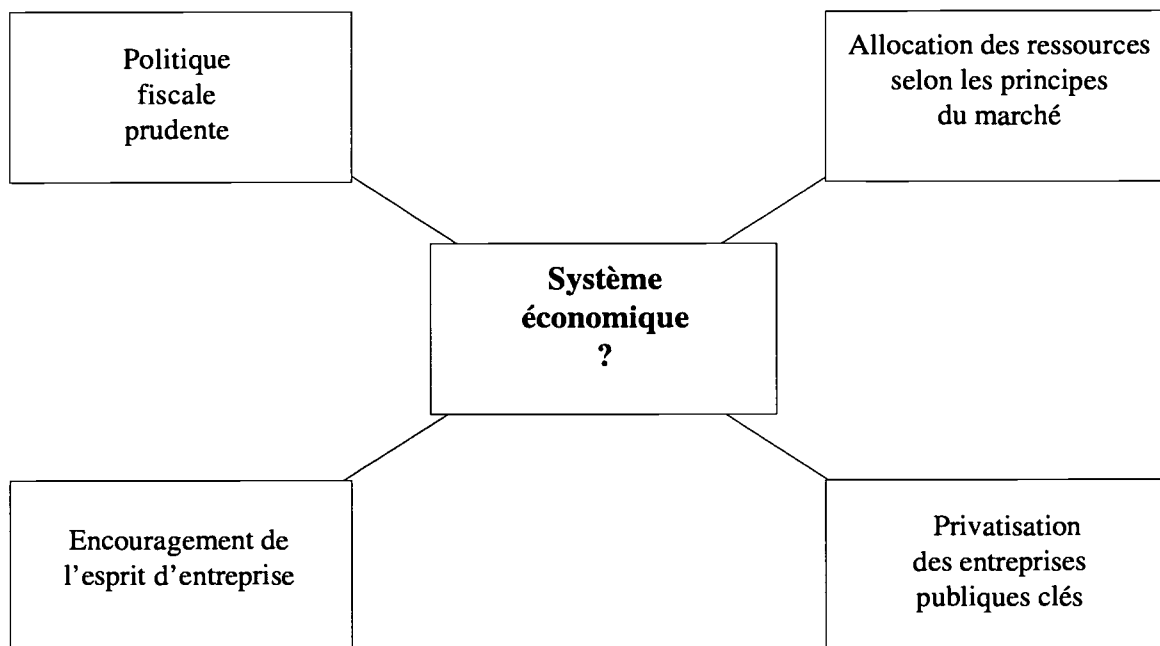 Politique
fiscale
prudente
Allocation des ressources
selon les principes
du marché
Système
économique
?
Encouragement de
l'esprit d'entreprise
Privatisation
des entreprises
publiques clés